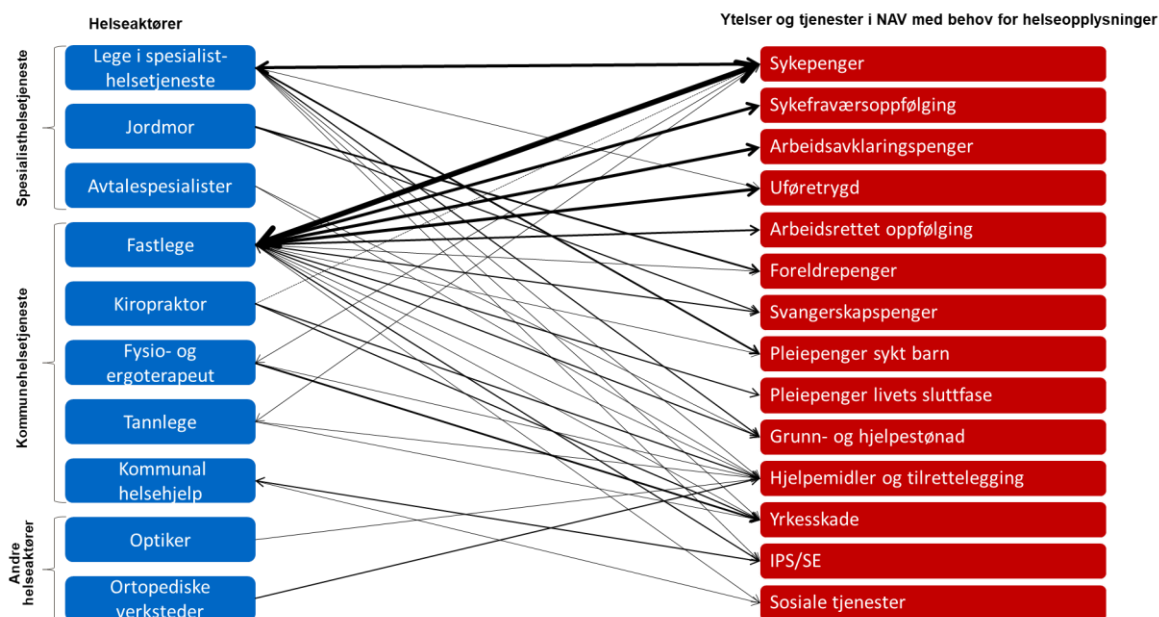 Helseaktører
Ytelser og tjenester i NAV med behov for helseopplysninger
Spesialisthelsetjeneste
Lege i spesialist-
helsetjeneste
Jordmor
Avtalespesialister
Kommunehelsetjeneste
Fastlege
Kiropraktor
Fysio- og
ergoterapeut
Tannlege
Kommunal
helsehjelp
Andre
helseaktører
Optiker
Ortopediske
verksteder
Sykepenger
Sykefraværsoppfølging
Arbeidsavklaringspenger
Uføretrygd
Arbeidsrettet oppfølging
Foreldrepenger
Svangerskapspenger
Pleiepenger sykt barn
Pleiepenger livets sluttfase
Grunn- og hjelpestønad
Hjelpemidler og tilrettelegging
Yrkesskade
IPS/SE
Sosiale tjenester